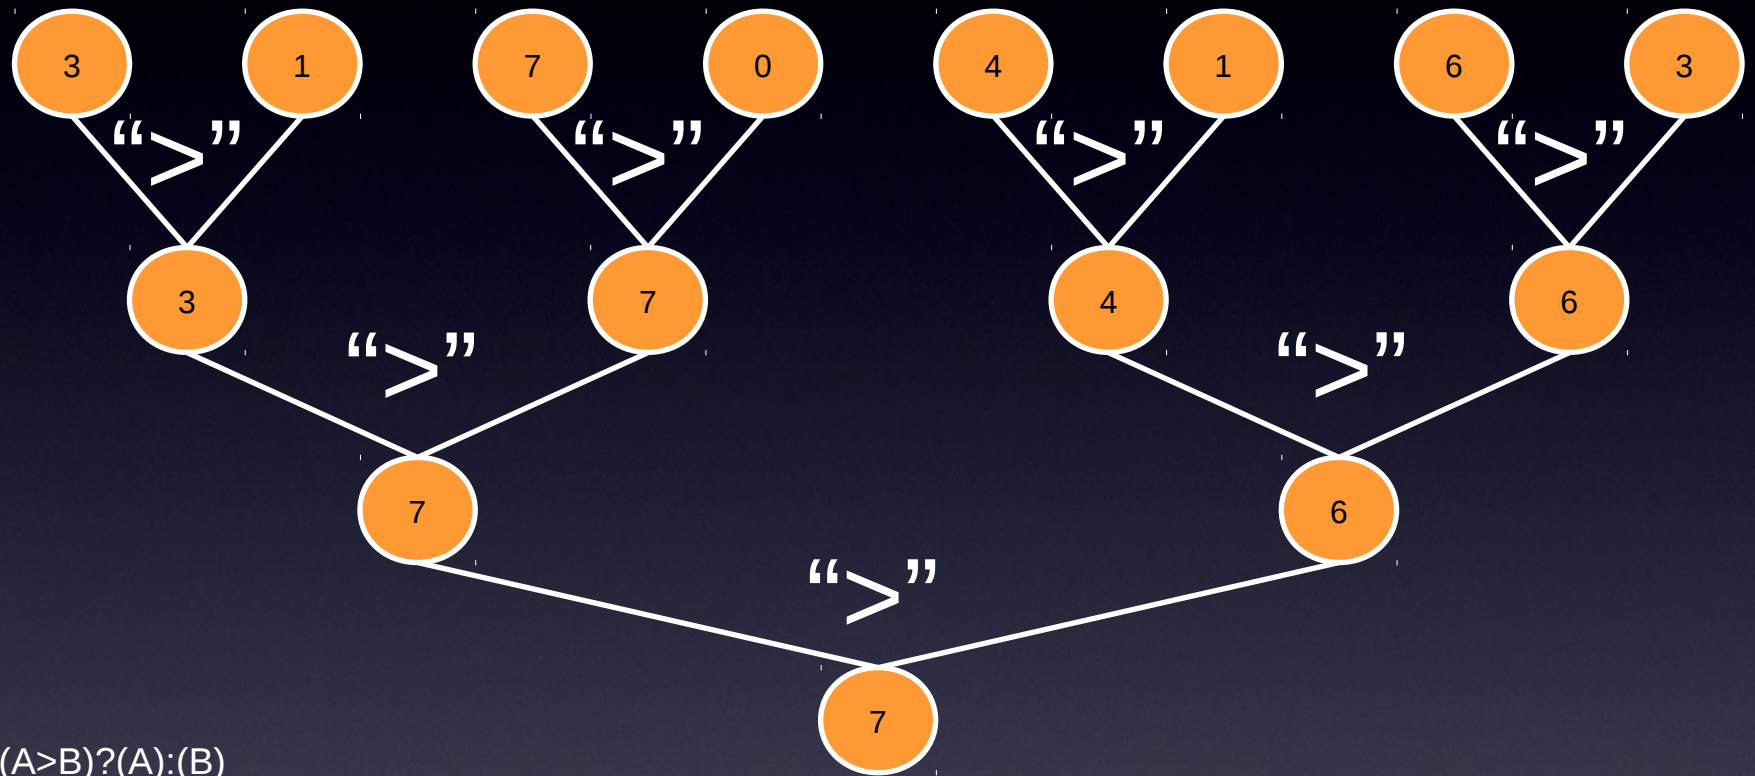 3 1 7 0 4 1 6 3
“>” “>” “>” “>”
3 7 4 6
“>” “>”
7 6
“>”
7
(A>B)?(A):(B)